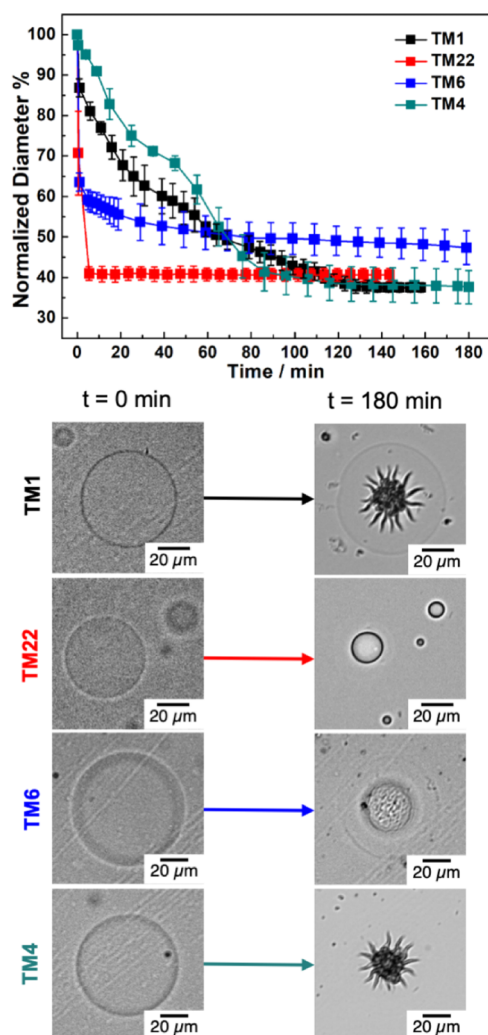 TM1
TM22
TM6
TM4
Normalized Diameter %
100
90
80
70
60
50
40
30
0 20 40 60 80 100 120 140 160 180
Time / min
t = 0 min t = 180 min
TM1
20 µm 20 µm
TM22
20 µm 20 µm
TM6
20 µm 20 µm
TM4
20 µm 20 µm